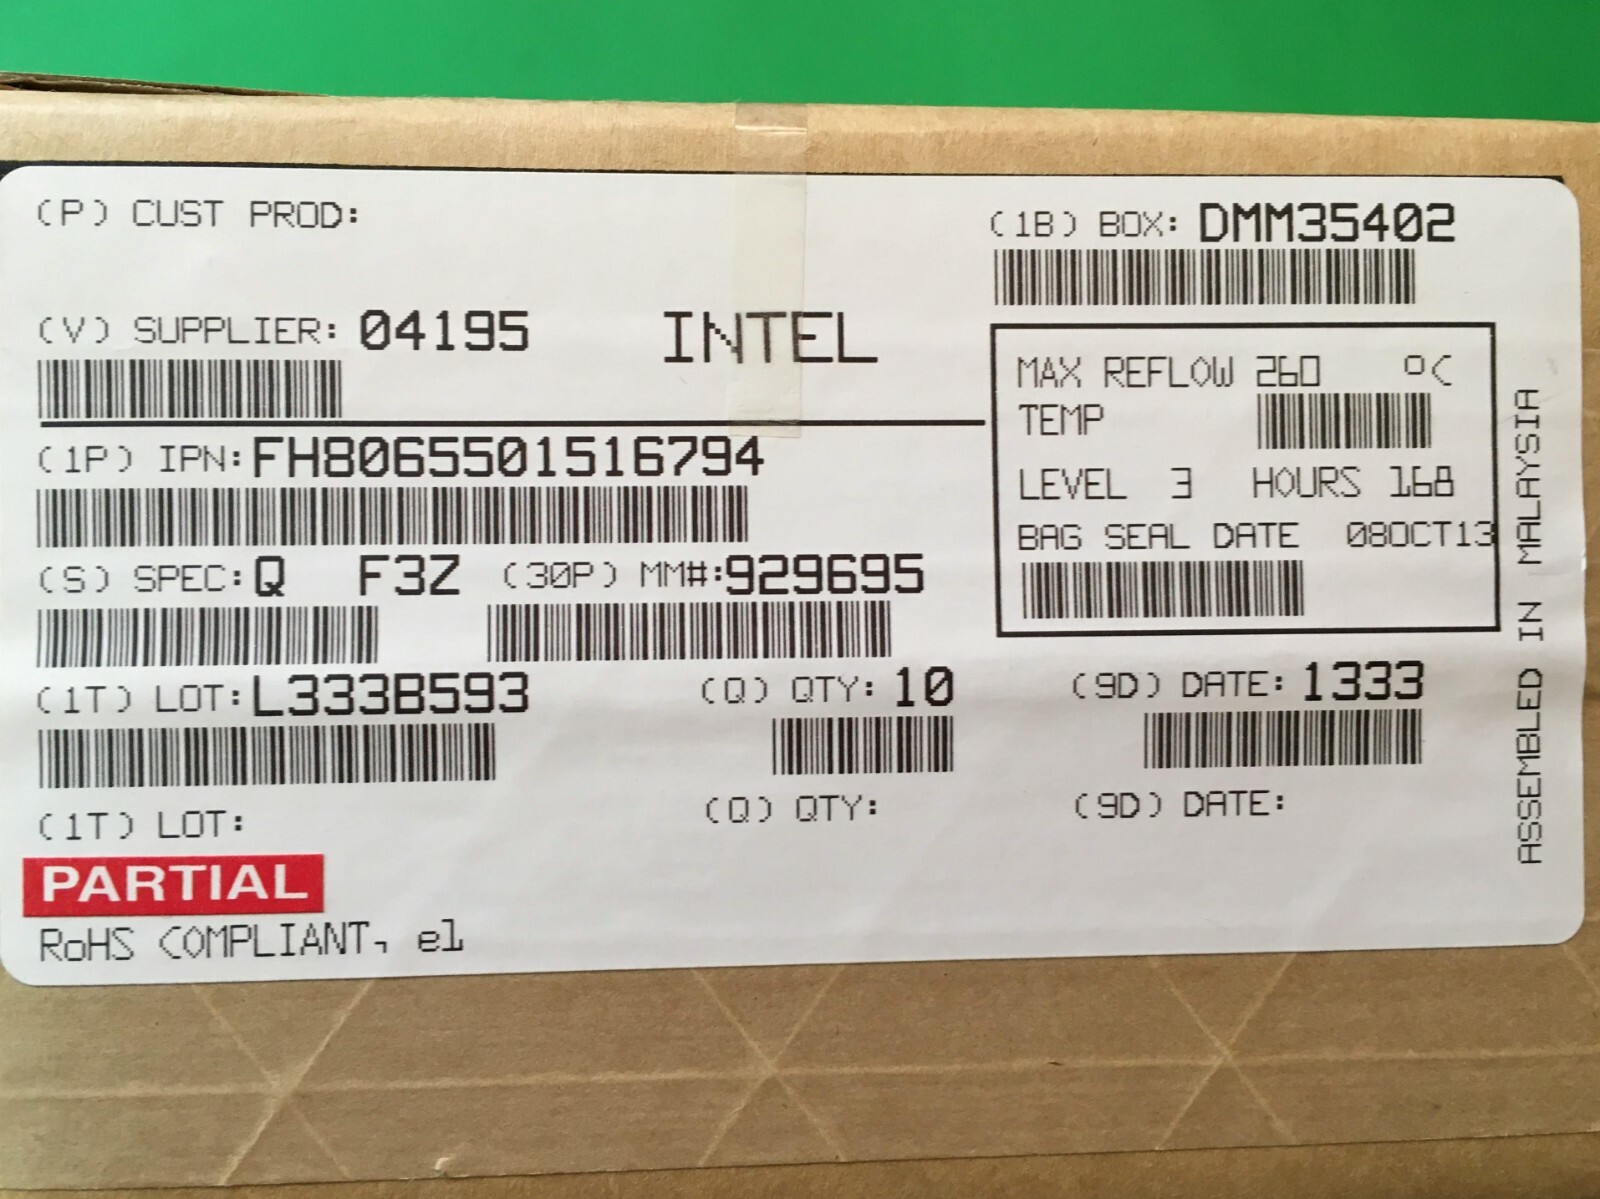 (P) CUST PROD:
(1B) BOX: DMM35402
(V) SUPPLIER: 04195 INTEL
MAX REFLOW 260 °C
TEMP
LEVEL 3 HOURS 168
BAG SEAL DATE 08OCT13
(1P) IPN: FH8065501516794
(S) SPEC: Q F3Z (30P) MM#: 929695
(1T) LOT: L333B593 (Q) QTY: 10 (9D) DATE: 1333
(1T) LOT: (Q) QTY: (9D) DATE:
PARTIAL
RoHS COMPLIANT, e1
ASSEMBLED IN MALAYSIA